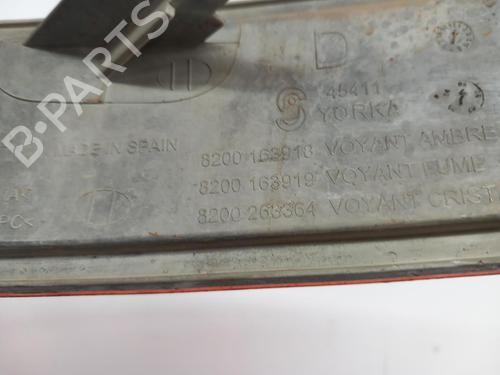 D
45411
YORKA
MADE IN SPAIN
8200 163918 VOYANT AMBRE
8200 163919 VOYANT FUME
8200 263364 VOYANT CRIST
B-PARTS